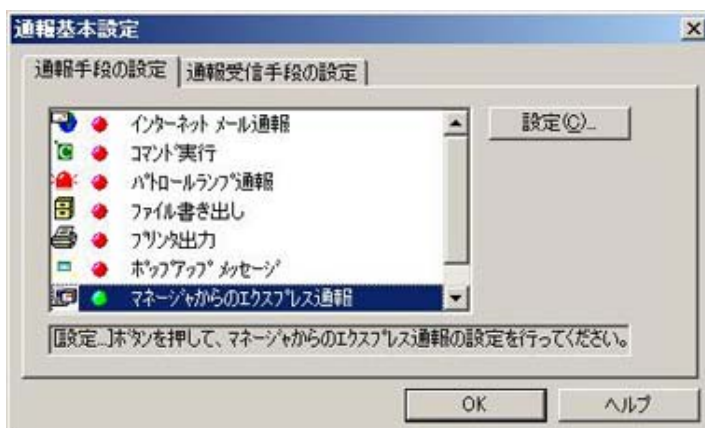 通報基本設定
通報手段の設定
通報受信手段の設定
インターネット メール通報
コマンド実行
パトロールランプ通報
ファイル書き出し
プリンタ出力
ポップアップ メッセージ
マネージャからのエクスプレス通報
設定(C)...
[設定...]ボタンを押して、マネージャからのエクスプレス通報の設定を行ってください。
OK
ヘルプ